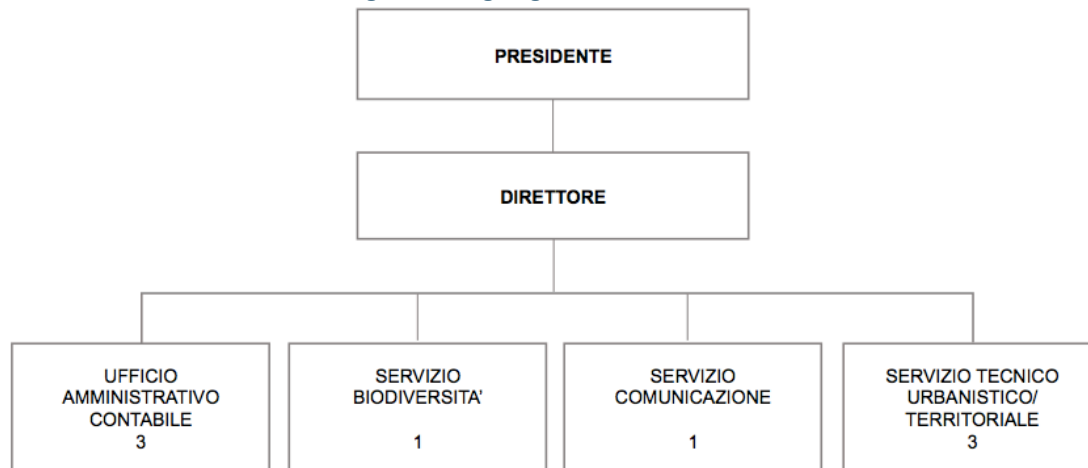 PRESIDENTE
DIRETTORE
UFFICIO
AMMINISTRATIVO
CONTABILE
3
SERVIZIO
BIODIVERSITA'
1
SERVIZIO
COMUNICAZIONE
1
SERVIZIO TECNICO
URBANISTICO/
TERRITORIALE
3